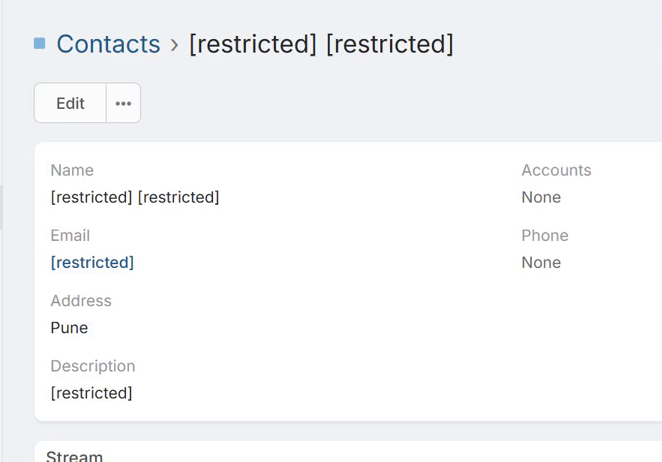 Contacts › [restricted] [restricted]
Edit •••
Name
[restricted] [restricted]
Accounts
None
Email
[restricted]
Phone
None
Address
Pune
Description
[restricted]
Stream